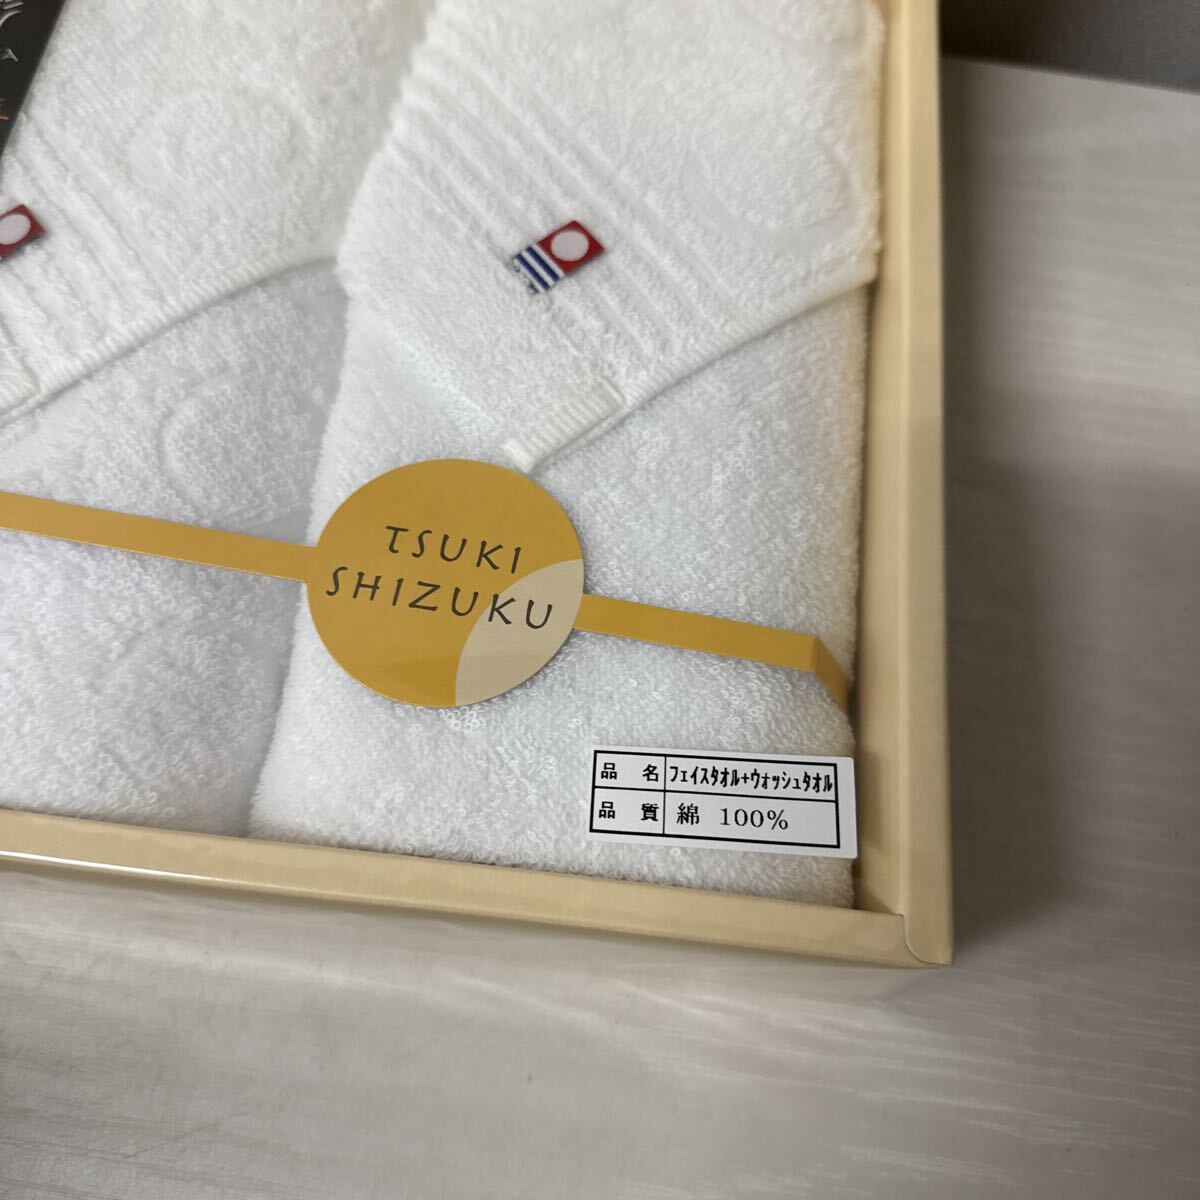 TSUKI
SHIZUKU
品 名 ﾌｪｲｽﾀｵﾙ+ｳｫｯｼｭﾀｵﾙ
品 質 綿 100%